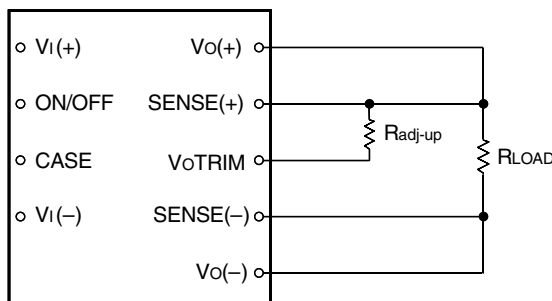 VI(+)
VO(+)
ON/OFF
SENSE(+)
Radj-up
CASE
VOTRIM
RLOAD
VI(–)
SENSE(–)
VO(–)